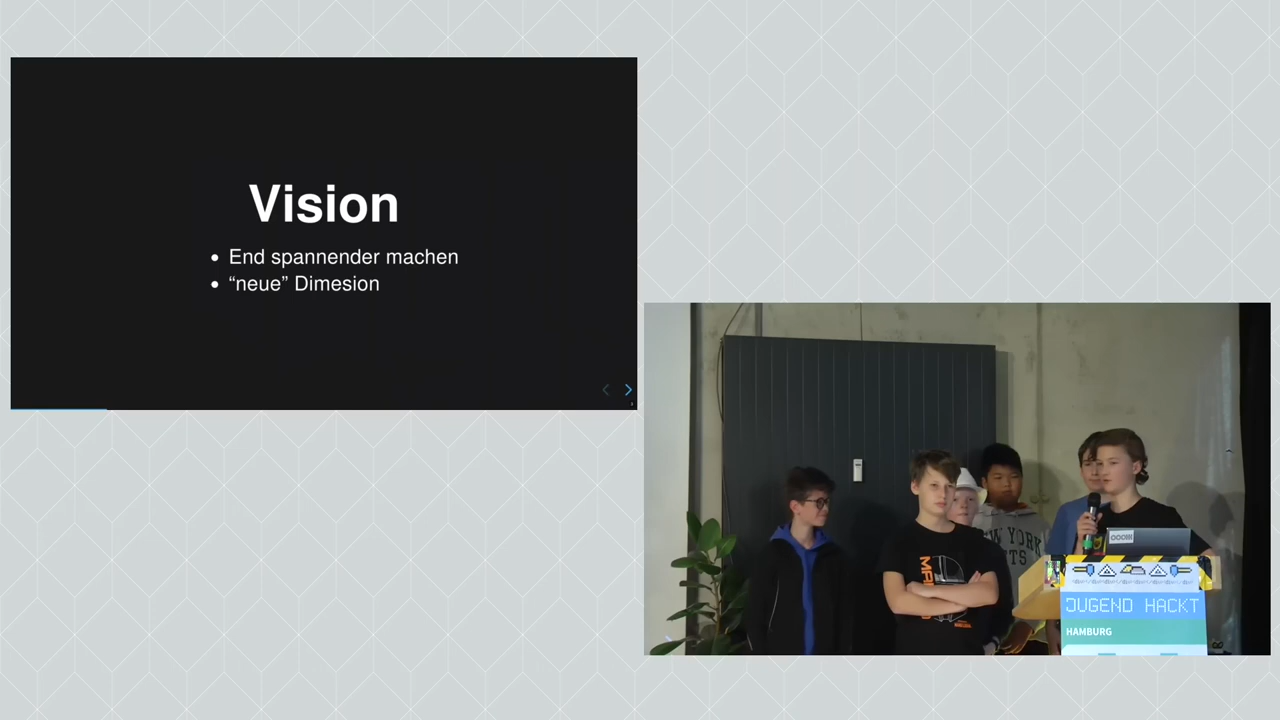 Vision
End spannender machen
“neue” Dimesion
JUGEND HACKT
HAMBURG